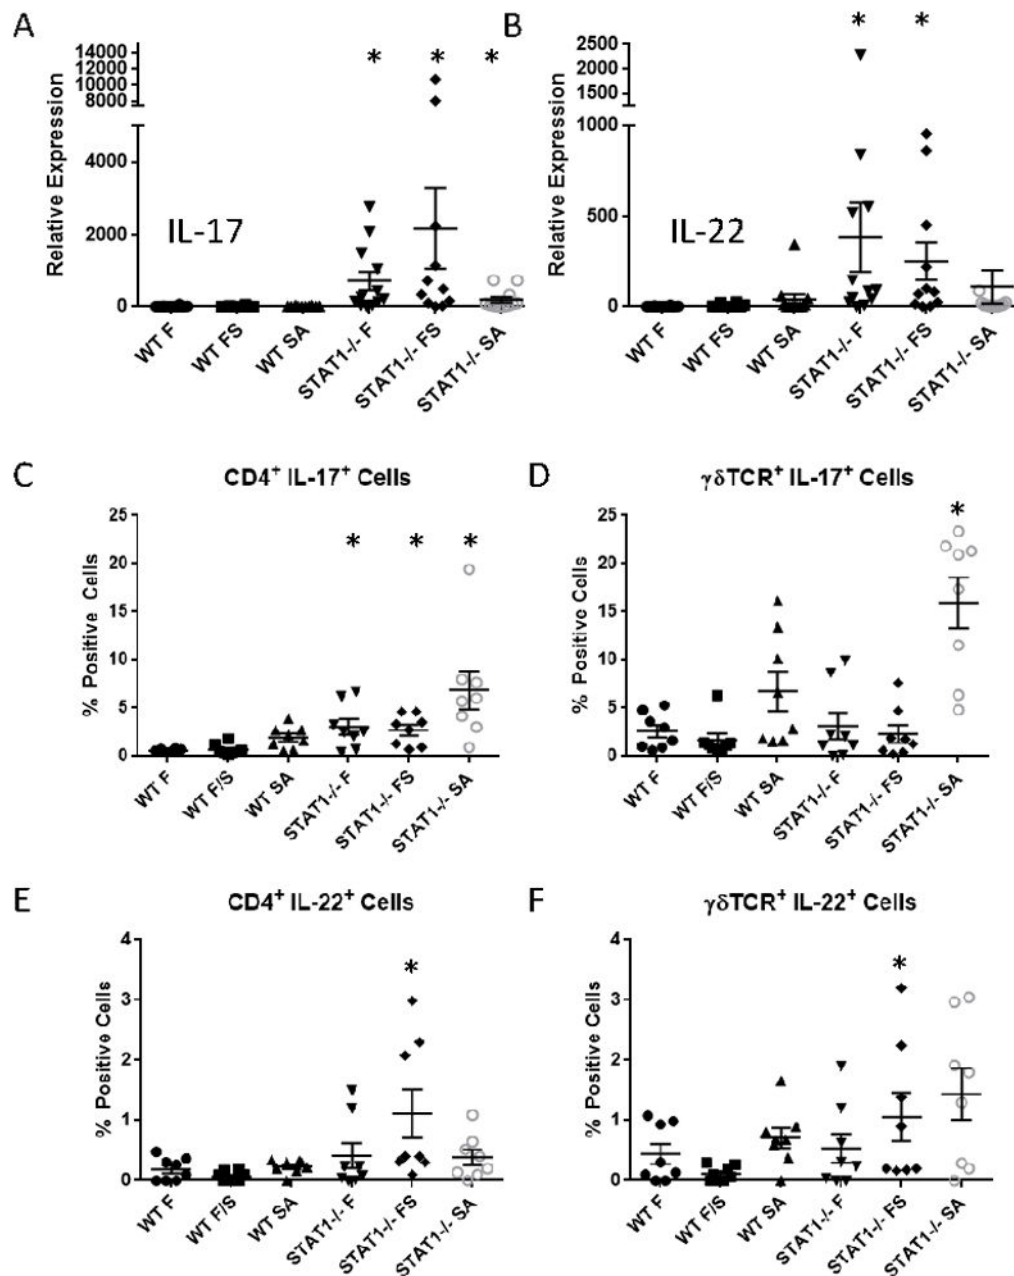 A
Relative Expression
14000
12000
10000
8000
4000
2000
0
IL-17
* * *
WT F
WT FS
WT SA
STAT1-/- F
STAT1-/- FS
STAT1-/- SA
B
Relative Expression
2500
2000
1500
1000
500
0
IL-22
* *
WT F
WT FS
WT SA
STAT1-/- F
STAT1-/- FS
STAT1-/- SA
C
CD4+ IL-17+ Cells
% Positive Cells
25
20
15
10
5
0
* * *
WT F
WT F/S
WT SA
STAT1-/- F
STAT1-/- FS
STAT1-/- SA
D
γδTCR+ IL-17+ Cells
% Positive Cells
25
20
15
10
5
0
*
WT F
WT F/S
WT SA
STAT1-/- F
STAT1-/- FS
STAT1-/- SA
E
CD4+ IL-22+ Cells
% Positive Cells
4
3
2
1
0
*
WT F
WT F/S
WT SA
STAT1-/- F
STAT1-/- FS
STAT1-/- SA
F
γδTCR+ IL-22+ Cells
% Positive Cells
4
3
2
1
0
*
WT F
WT F/S
WT SA
STAT1-/- F
STAT1-/- FS
STAT1-/- SA